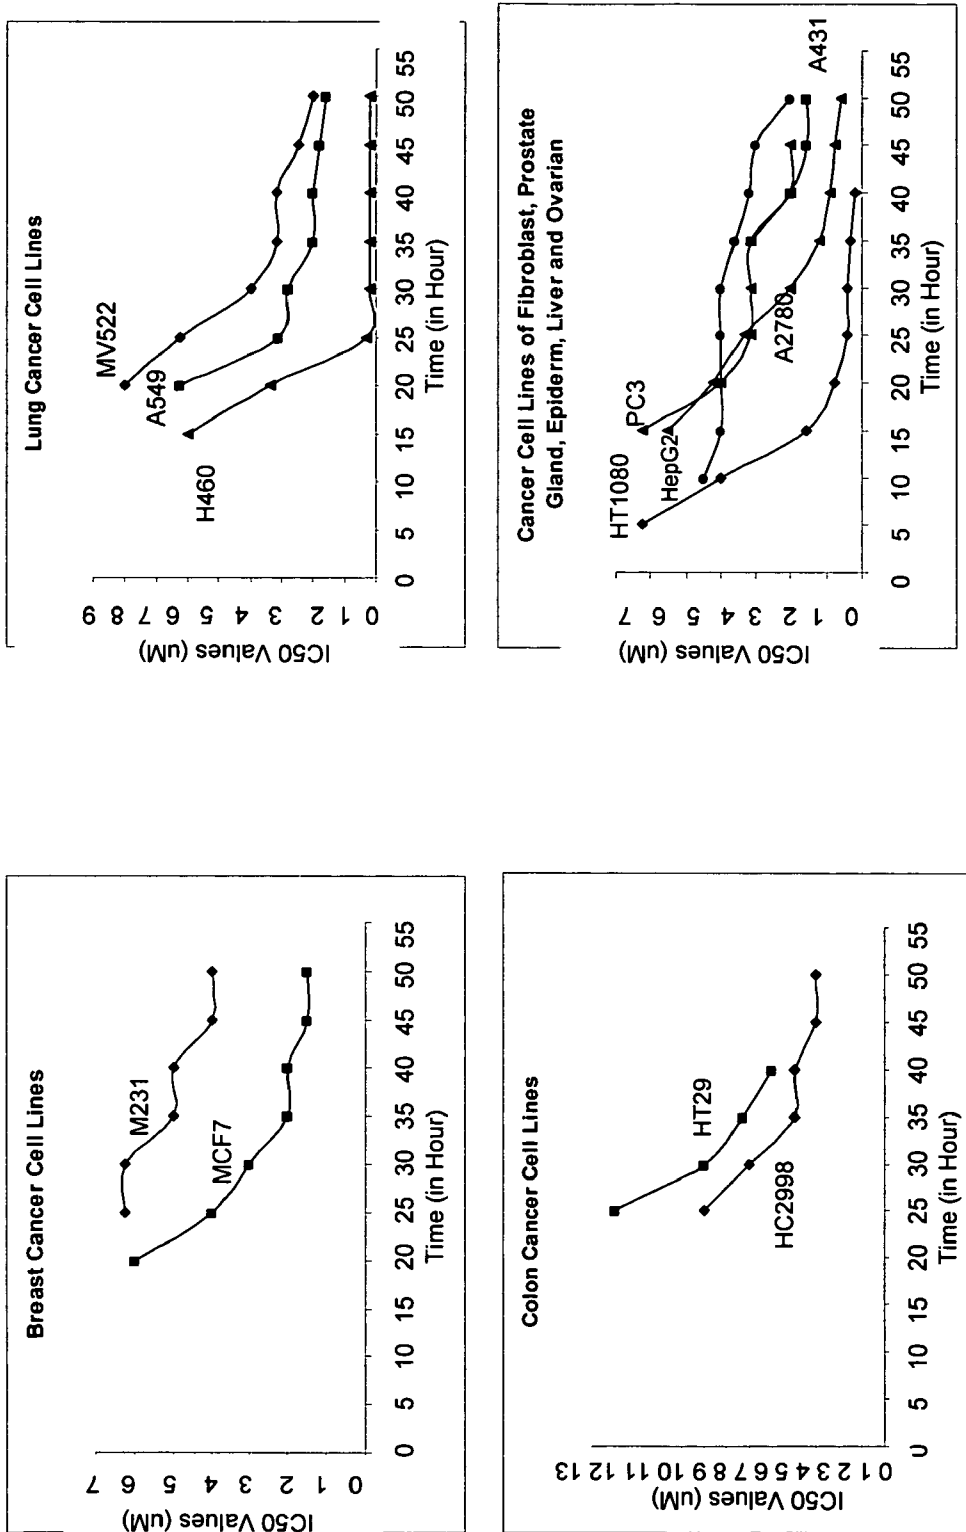 Breast Cancer Cell Lines
IC50 Values (uM)
7
6
5
4
3
2
1
0
M231
MCF7
0 5 10 15 20 25 30 35 40 45 50 55
Time (in Hour)
Lung Cancer Cell Lines
IC50 Values (uM)
9
8
7
6
5
4
3
2
1
0
MV522
A549
H460
0 5 10 15 20 25 30 35 40 45 50 55
Time (in Hour)
Colon Cancer Cell Lines
IC50 Values (uM)
13
12
11
10
9
8
7
6
5
4
3
2
1
0
HT29
HC2998
0 5 10 15 20 25 30 35 40 45 50 55
Time (in Hour)
Cancer Cell Lines of Fibroblast, Prostate
Gland, Epiderm, Liver and Ovarian
IC50 Values (uM)
7
6
5
4
3
2
1
0
HT1080
PC3
HepG2
A2780
A431
0 5 10 15 20 25 30 35 40 45 50 55
Time (in Hour)